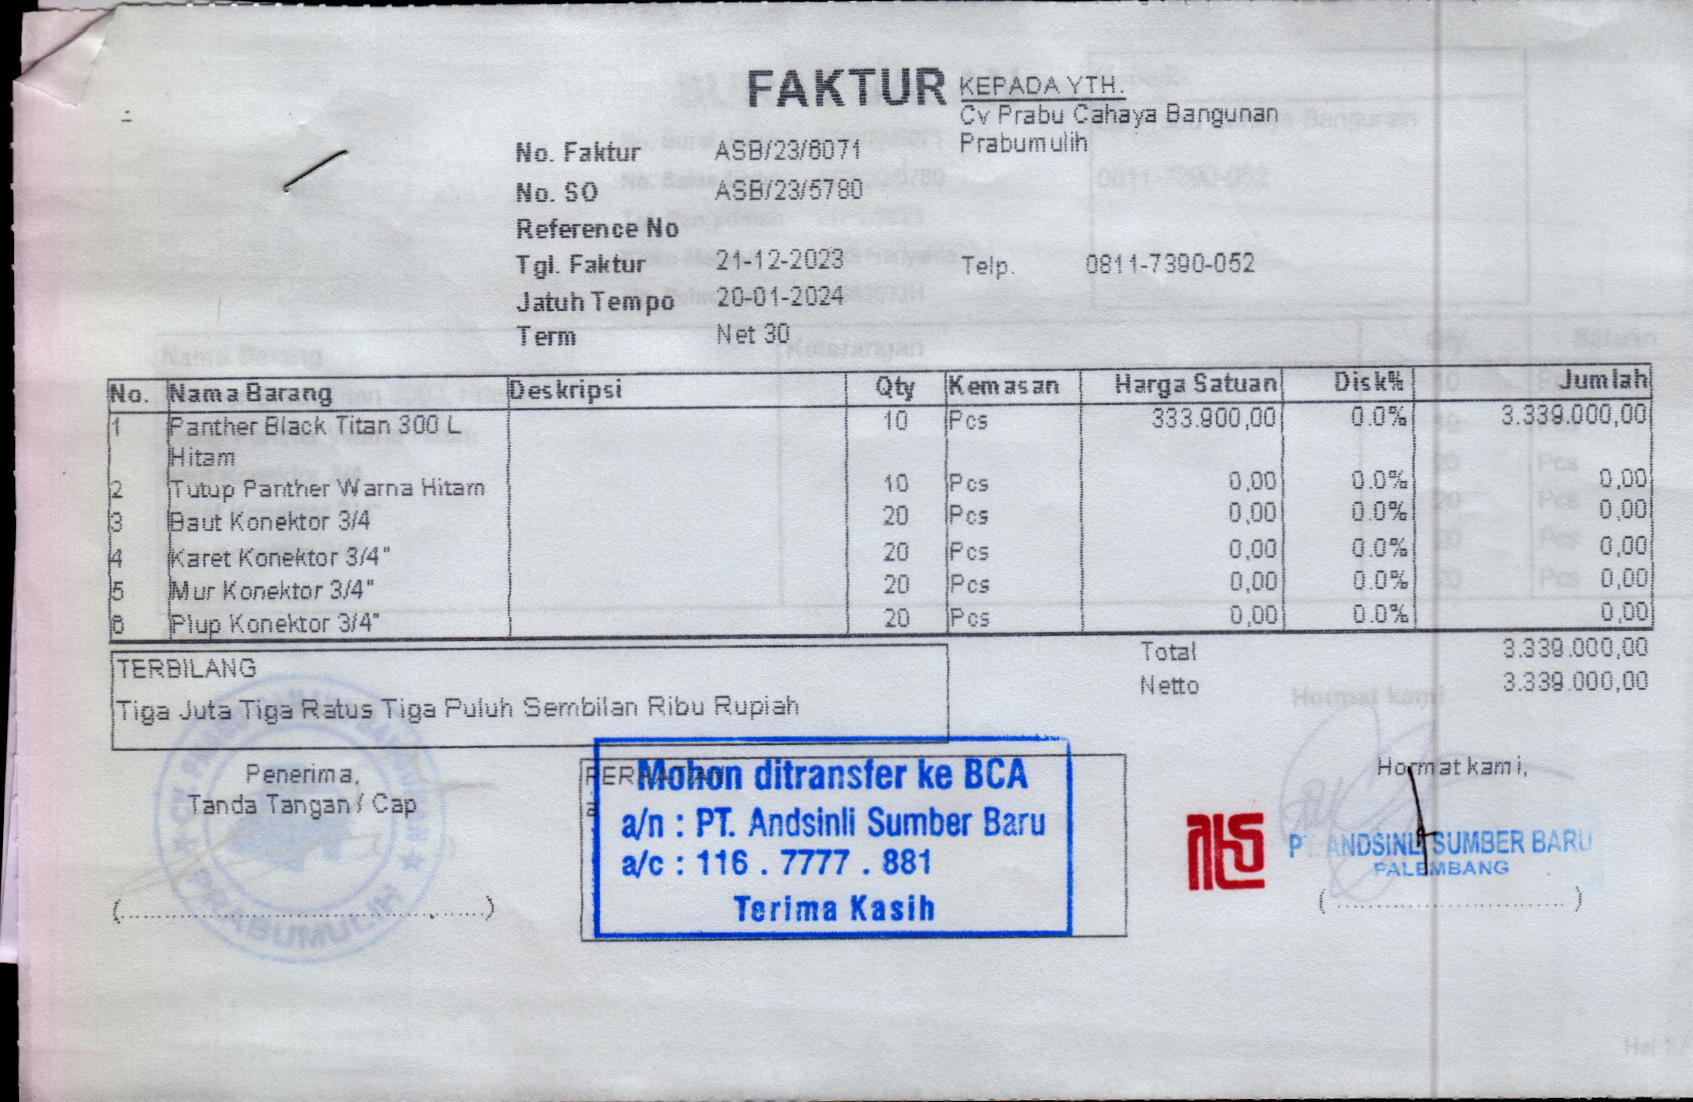 FAKTUR
KEPADA YTH.
Cv Prabu Cahaya Bangunan
Prabumulih
No. Faktur ASB/23/6071
No. SO ASB/23/5780
Reference No
Tgl. Faktur 21-12-2023
Telp. 0811-7390-052
Jatuh Tempo 20-01-2024
Term Net 30
No. Nama Barang Deskripsi Qty Kemasan Harga Satuan Disk% Jumlah
1 Panther Black Titan 300 L 10 Pcs 333.900,00 0.0% 3.339.000,00
Hitam
2 Tutup Panther Warna Hitam 10 Pcs 0,00 0.0% 0,00
3 Baut Konektor 3/4 20 Pcs 0,00 0.0% 0,00
4 Karet Konektor 3/4" 20 Pcs 0,00 0.0% 0,00
5 Mur Konektor 3/4" 20 Pcs 0,00 0.0% 0,00
6 Plup Konektor 3/4" 20 Pcs 0,00 0.0% 0,00
Total 3.339.000,00
Netto 3.339.000,00
TERBILANG
Tiga Juta Tiga Ratus Tiga Puluh Sembilan Ribu Rupiah
Penerima,
Tanda Tangan / Cap
PRABUMULIH
Mohon ditransfer ke BCA
a/n : PT. Andsinli Sumber Baru
a/c : 116 . 7777 . 881
Terima Kasih
Hormat kami,
PT. ANDSINLI SUMBER BARU
PALEMBANG